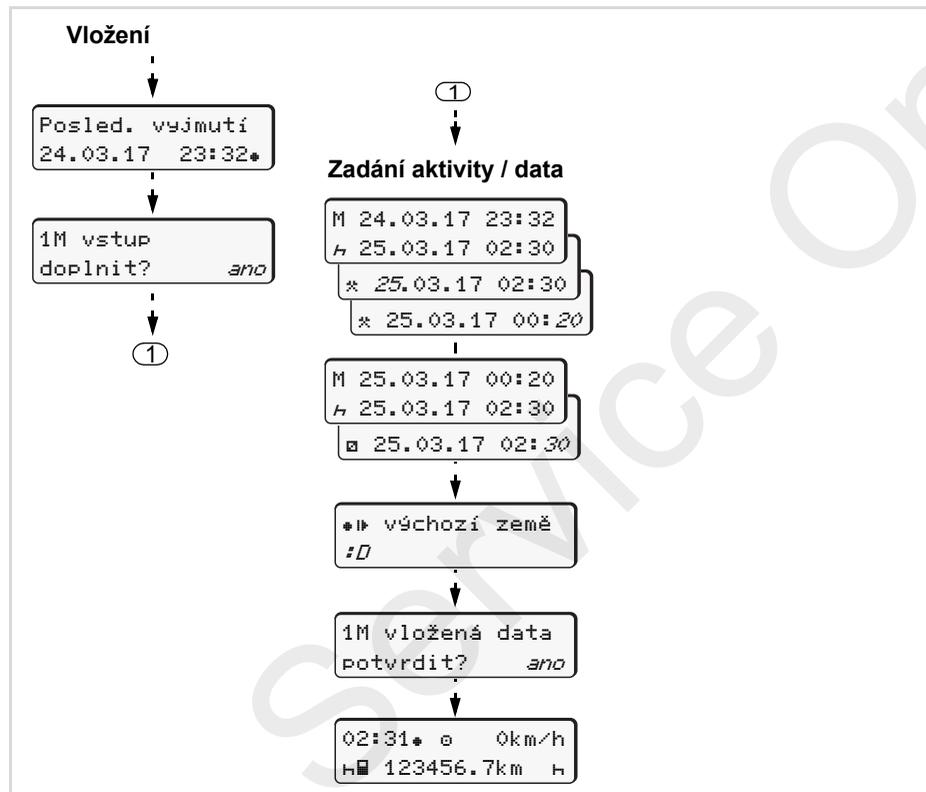 Vložení
Posled. vyjmutí
24.03.17 23:32
1M vstup
doplnit? ano
1
1
Zadání aktivity / data
M 24.03.17 23:32
25.03.17 02:30
25.03.17 02:30
25.03.17 00:20
M 25.03.17 00:20
25.03.17 02:30
25.03.17 02:30
výchozí země
:D
1M vložená data
potvrdit? ano
02:31 0km/h
123456.7km
Service O